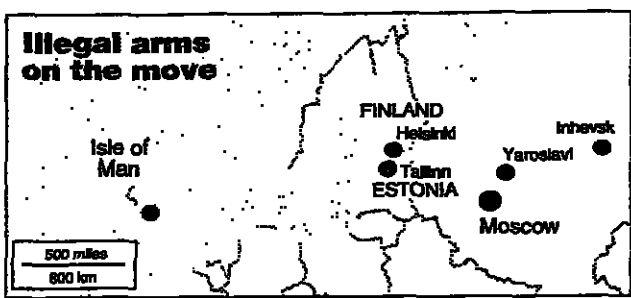 Illegal arms
on the move
FINLAND
Helsinki
Inhevsk
Isle of
Man
Yaroslavl
Tallinn
ESTONIA
Moscow
500 miles
800 km